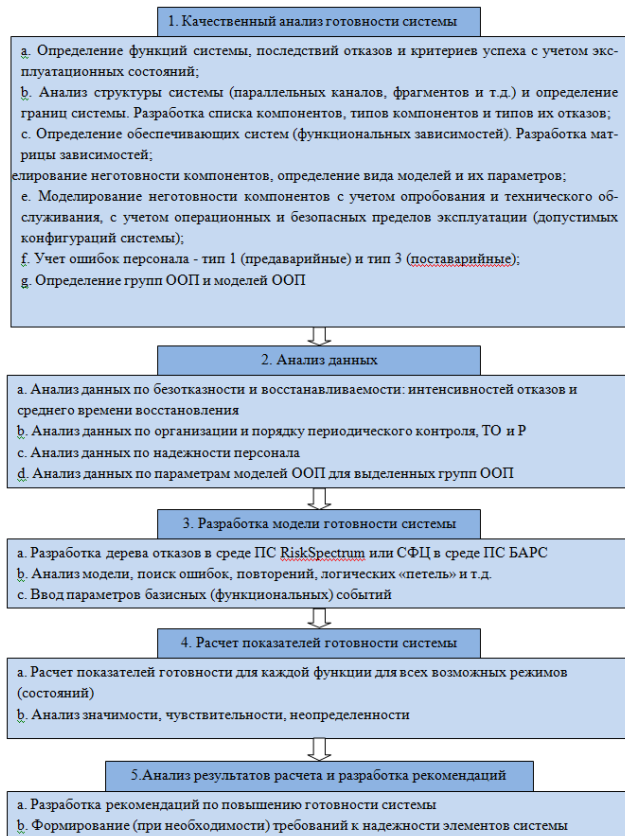 1. Качественный анализ готовности системы
a. Определение функций системы, последствий отказов и критериев успеха с учетом экс-
плуатационных состояний;
b. Анализ структуры системы (параллельных каналов, фрагментов и т.д.) и определение
границ системы. Разработка списка компонентов, типов компонентов и типов их отказов;
c. Определение обеспечивающих систем (функциональных зависимостей). Разработка мат-
рицы зависимостей;
елирование неготовности компонентов, определение вида моделей и их параметров;
e. Моделирование неготовности компонентов с учетом опробования и технического об-
служивания, с учетом операционных и безопасных пределов эксплуатации (допустимых
конфигураций системы);
f. Учет ошибок персонала - тип 1 (предаварийные) и тип 3 (поставарийные);
g. Определение групп ООП и моделей ООП
2. Анализ данных
a. Анализ данных по безотказности и восстанавливаемости: интенсивностей отказов и
среднего времени восстановления
b. Анализ данных по организации и порядку периодического контроля, ТО и Р
c. Анализ данных по надежности персонала
d. Анализ данных по параметрам моделей ООП для выделенных групп ООП
3. Разработка модели готовности системы
a. Разработка дерева отказов в среде ПС RiskSpectrum или СФЦ в среде ПС БАРС
b. Анализ модели, поиск ошибок, повторений, логических «петель» и т.д.
c. Ввод параметров базисных (функциональных) событий
4. Расчет показателей готовности системы
a. Расчет показателей готовности для каждой функции для всех возможных режимов
(состояний)
b. Анализ значимости, чувствительности, неопределенности
5.Анализ результатов расчета и разработка рекомендаций
a. Разработка рекомендаций по повышению готовности системы
b. Формирование (при необходимости) требований к надежности элементов системы